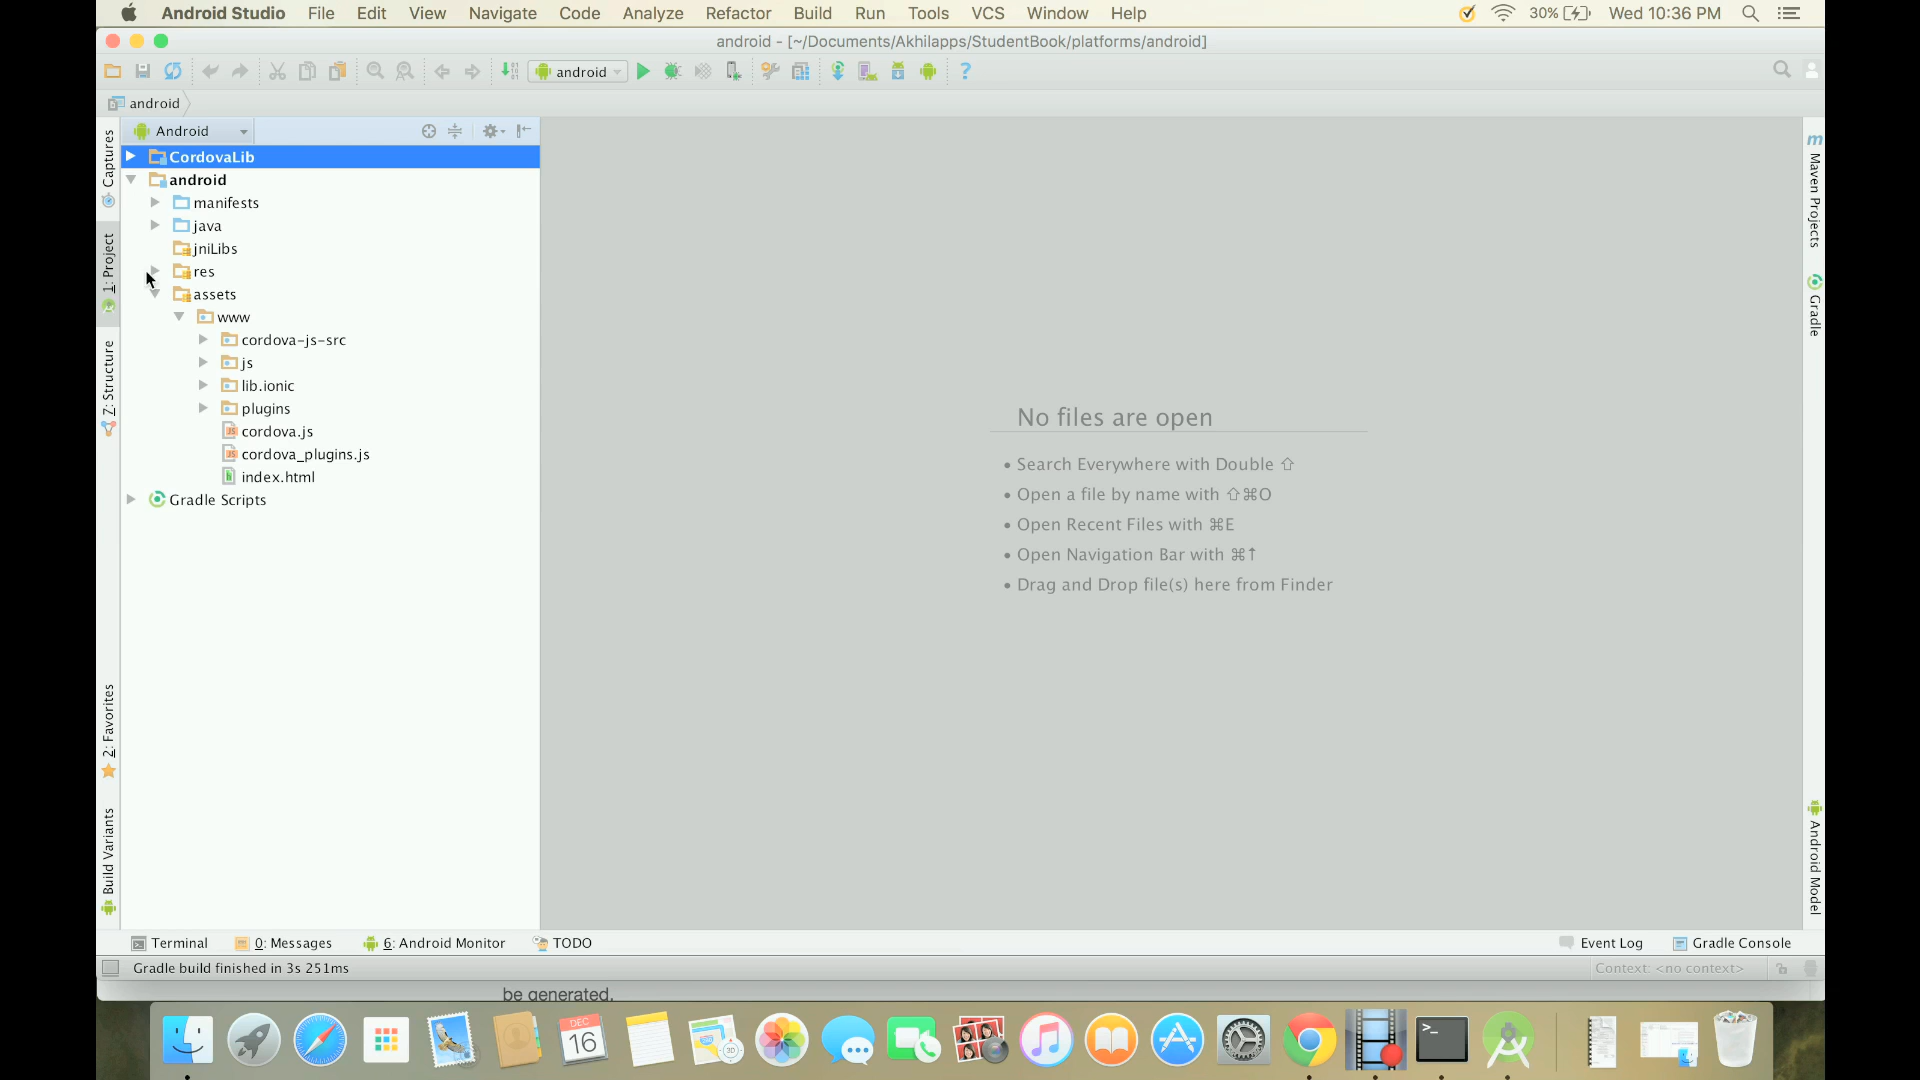 Android Studio File Edit View Navigate Code Analyze Refactor Build Run Tools VCS Window Help 30% Wed 10:36 PM
android - [~/Documents/Akhilapps/StudentBook/platforms/android]
android
android
Android
CordovaLib
android
manifests
java
jniLibs
res
assets
www
cordova-js-src
js
lib.ionic
plugins
cordova.js
cordova_plugins.js
index.html
Gradle Scripts
Captures
1: Project
Z: Structure
2: Favorites
Build Variants
No files are open
• Search Everywhere with Double ⇧
• Open a file by name with ⇧⌘O
• Open Recent Files with ⌘E
• Open Navigation Bar with ⌘↑
• Drag and Drop file(s) here from Finder
m Maven Projects
Gradle
Android Model
Terminal 0: Messages 6: Android Monitor TODO Event Log Gradle Console
Gradle build finished in 3s 251ms Context: <no context>
be generated.
DEC
16
3D
>_